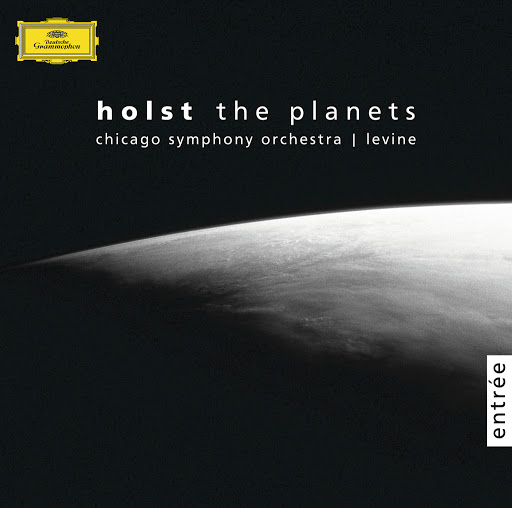 Deutsche
Grammophon
holst the planets
chicago symphony orchestra | levine
entrée